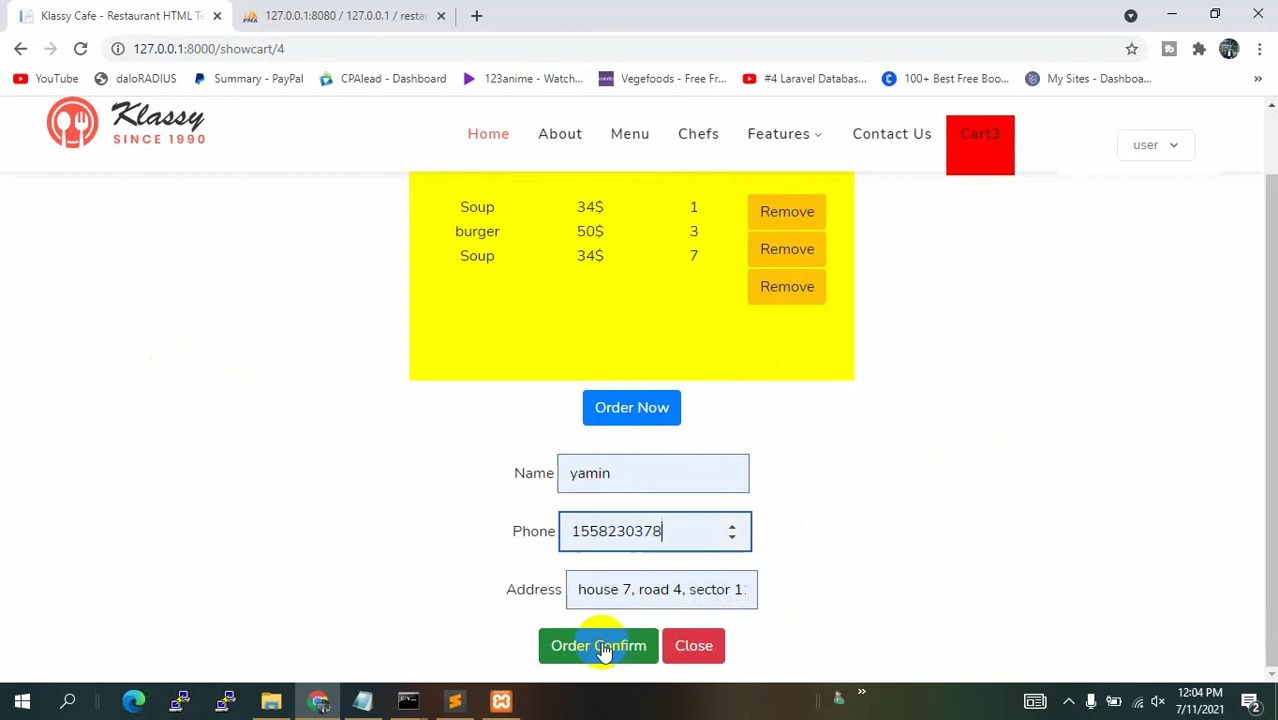 Klassy Cafe - Restaurant HTML Te
127.0.0.1:8080 / 127.0.0.1 / resta
127.0.0.1:8000/showcart/4
YouTube
daloRADIUS
Summary - PayPal
CPAlead - Dashboard
123anime - Watch...
Vegefoods - Free Fr...
#4 Laravel Databas...
100+ Best Free Boo...
My Sites - Dashboa...
»
Klassy
SINCE 1990
Home
About
Menu
Chefs
Features
Contact Us
Cart3
user
Soup 34$ 1 Remove
burger 50$ 3 Remove
Soup 34$ 7 Remove
Order Now
Name yamin
Phone 1558230378
Address house 7, road 4, sector 1
Order Confirm Close
12:04 PM
7/11/2021
2